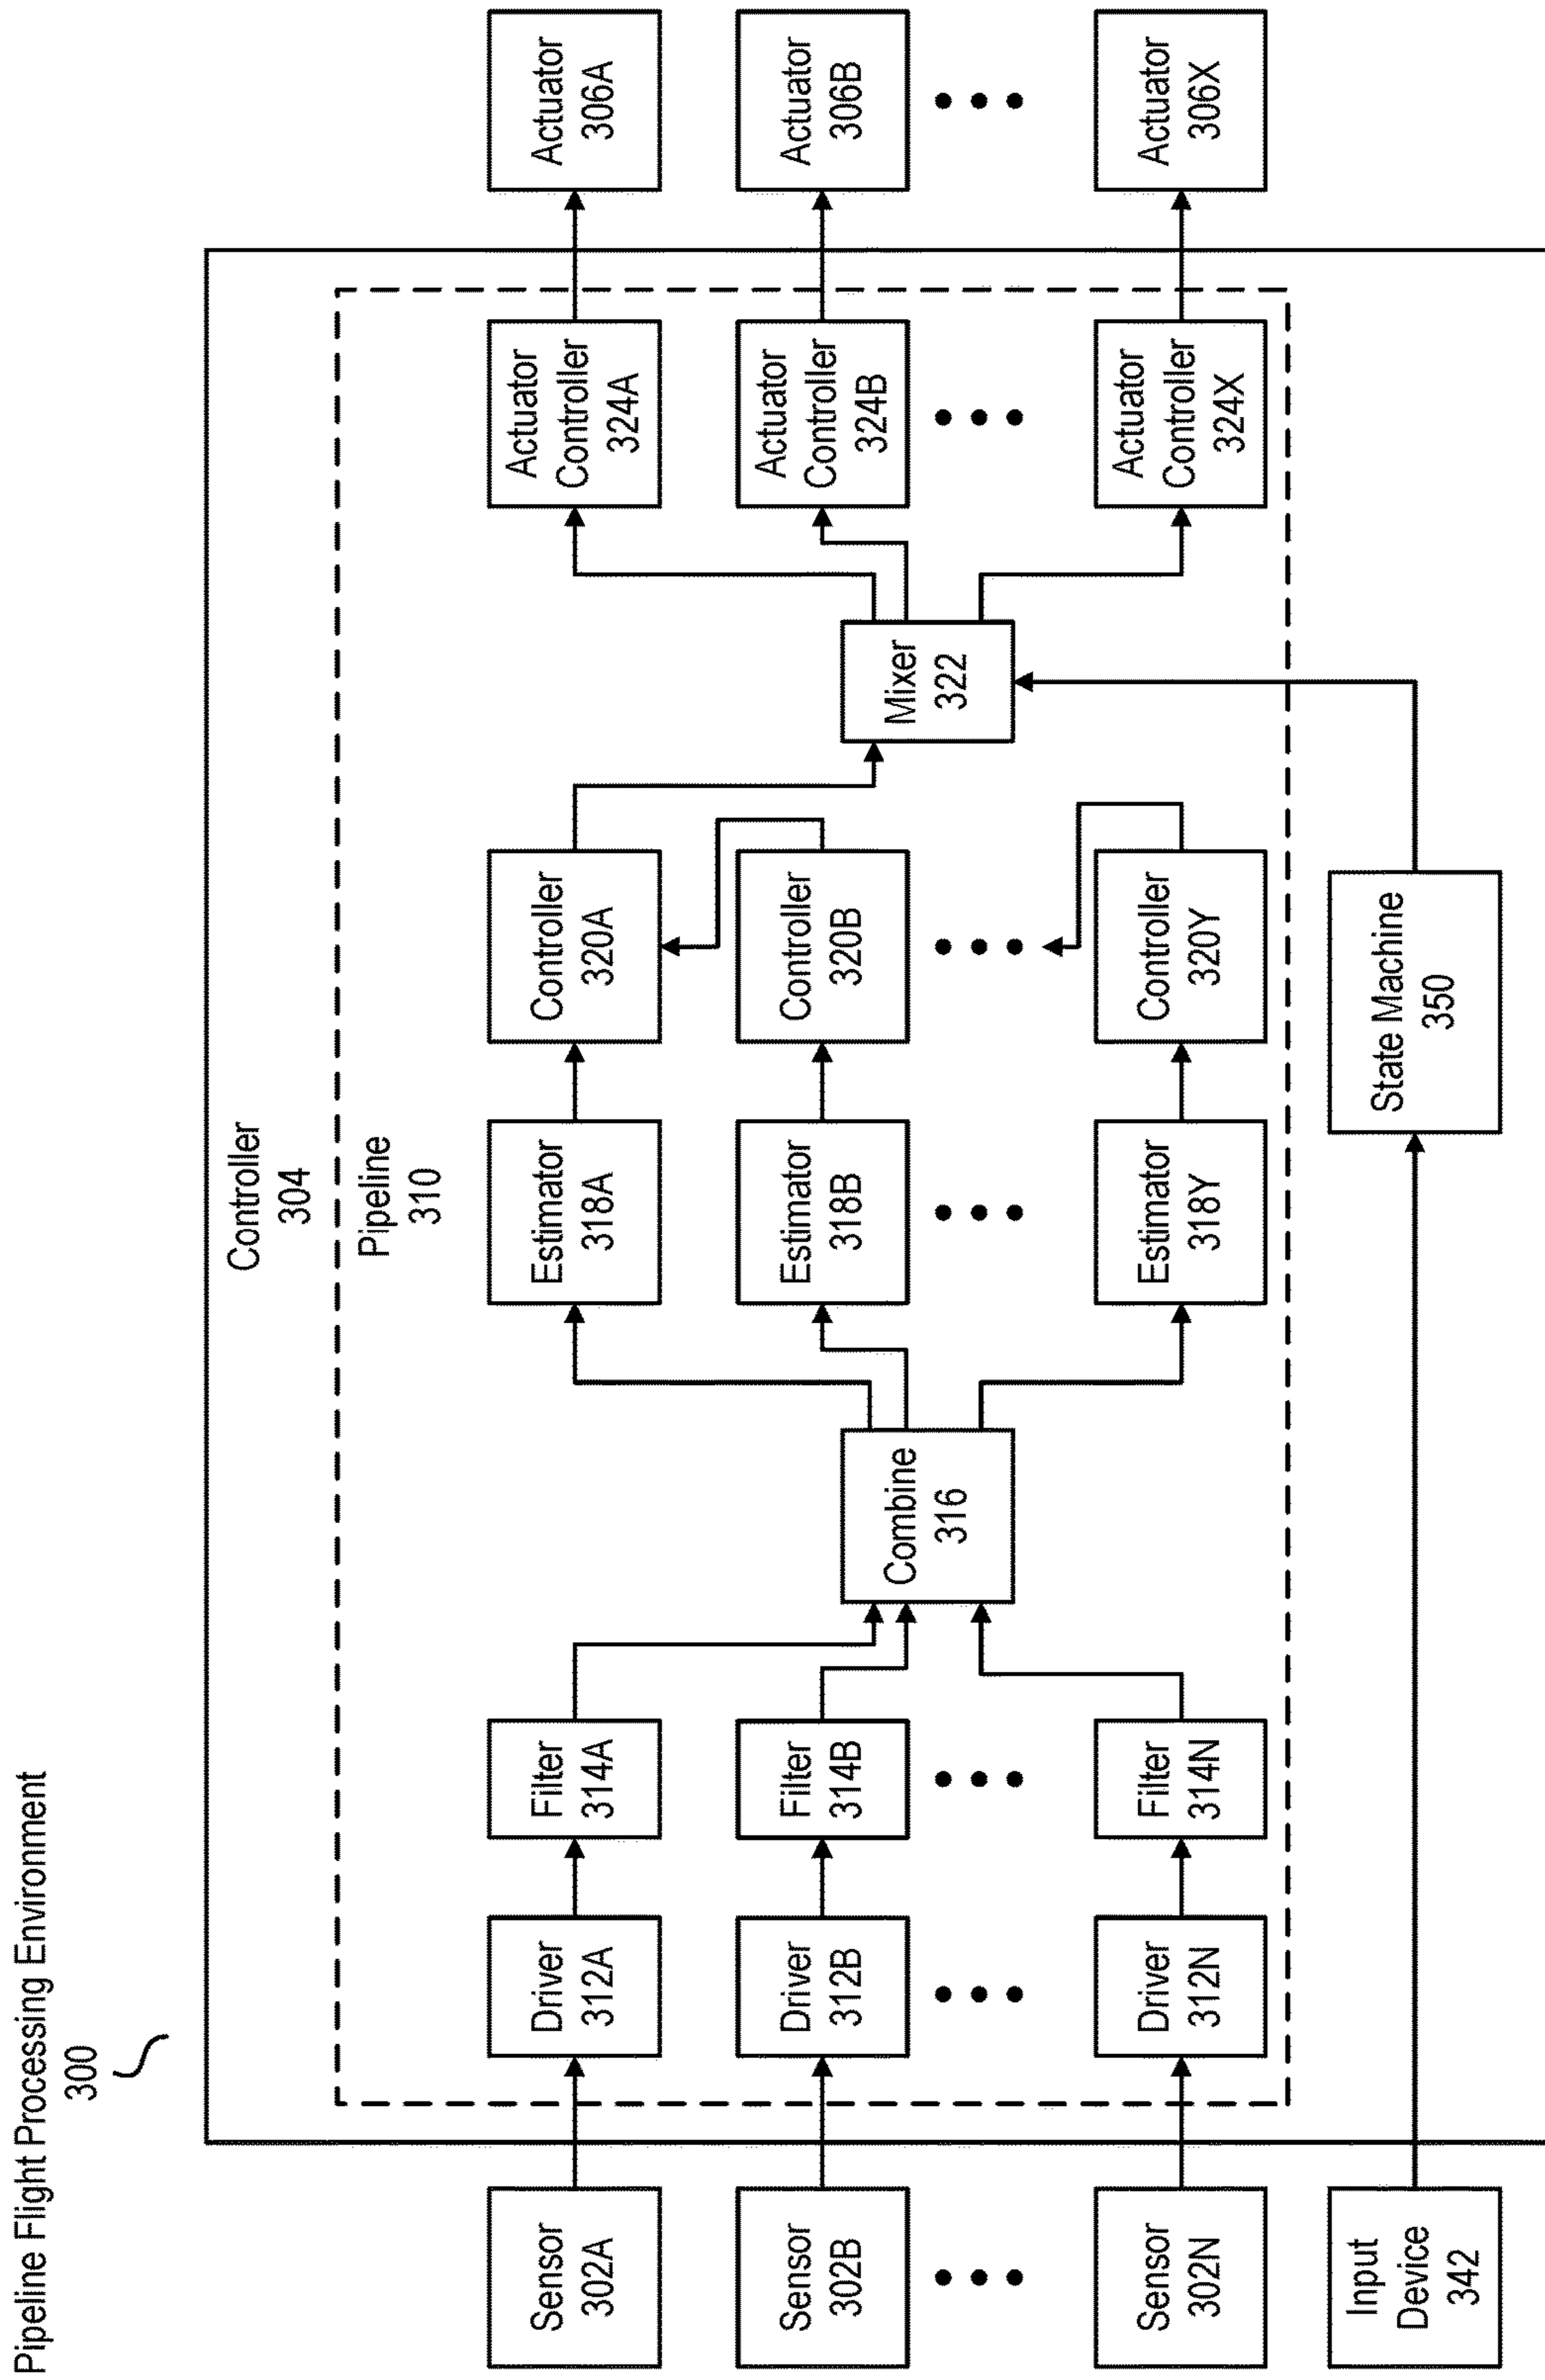 Pipeline Flight Processing Environment
300
Controller
304
Pipeline
310
Sensor
302A
Driver
312A
Filter
314A
Estimator
318A
Controller
320A
Actuator
Controller
324A
Actuator
306A
Sensor
302B
Driver
312B
Filter
314B
Combine
316
Estimator
318B
Controller
320B
Mixer
322
Actuator
Controller
324B
Actuator
306B
Sensor
302N
Driver
312N
Filter
314N
Estimator
318Y
Controller
320Y
Actuator
Controller
324X
Actuator
306X
Input
Device
342
State Machine
350